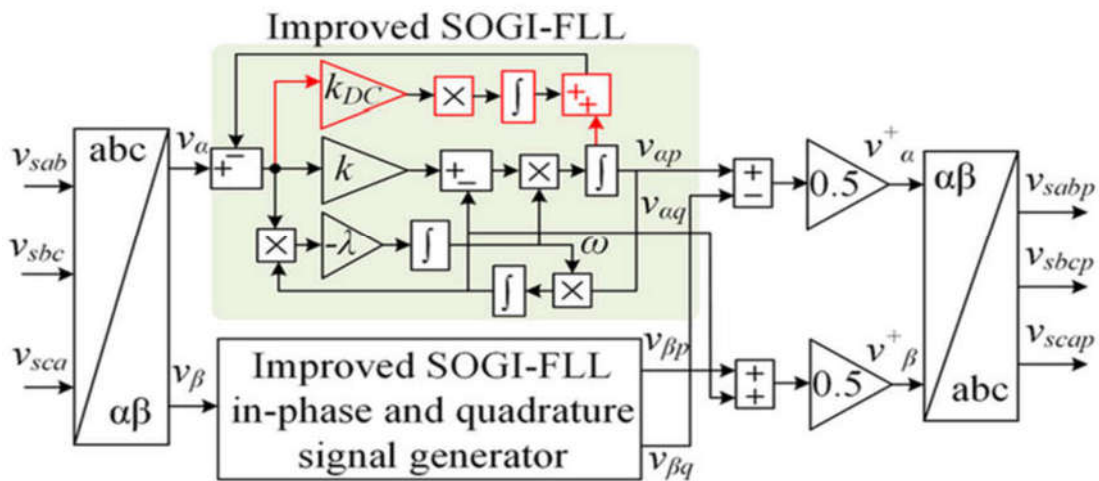 Improved SOGI-FLL
k_DC
abc
αβ
v_sab
v_sbc
v_sca
v_α
v_β
k
-λ
ω
v_αp
v_αq
v_βp
v_βq
Improved SOGI-FLL
in-phase and quadrature
signal generator
0.5
0.5
v^+_α
v^+_β
αβ
abc
v_sabp
v_sbcp
v_scap